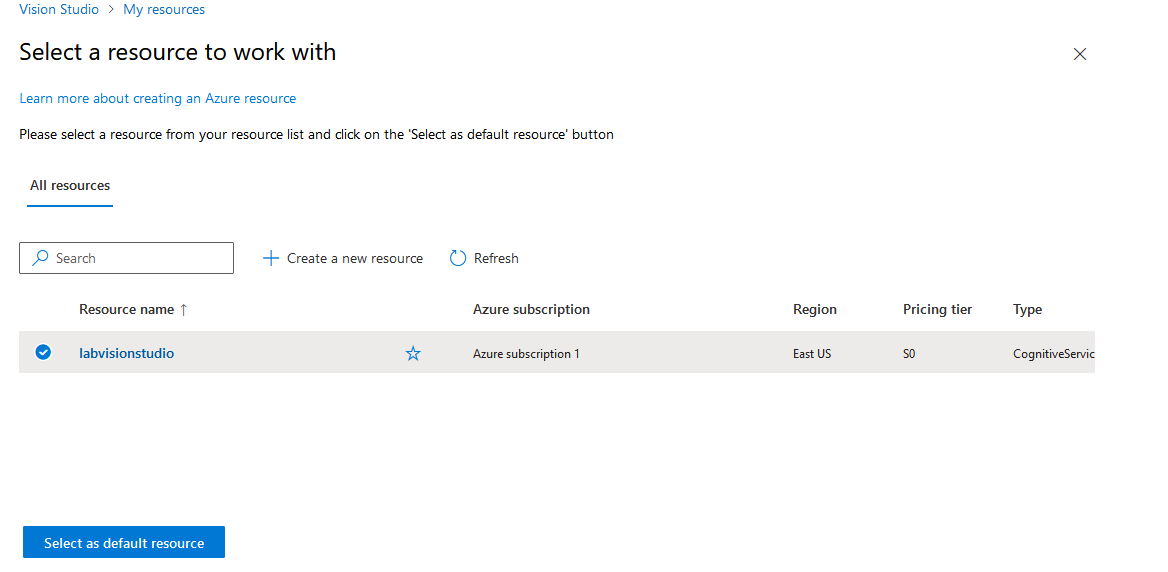 Vision Studio > My resources
Select a resource to work with
Learn more about creating an Azure resource
Please select a resource from your resource list and click on the 'Select as default resource' button
All resources
Search Create a new resource Refresh
Resource name ↑ Azure subscription Region Pricing tier Type
labvisionstudio Azure subscription 1 East US S0 CognitiveServic
Select as default resource